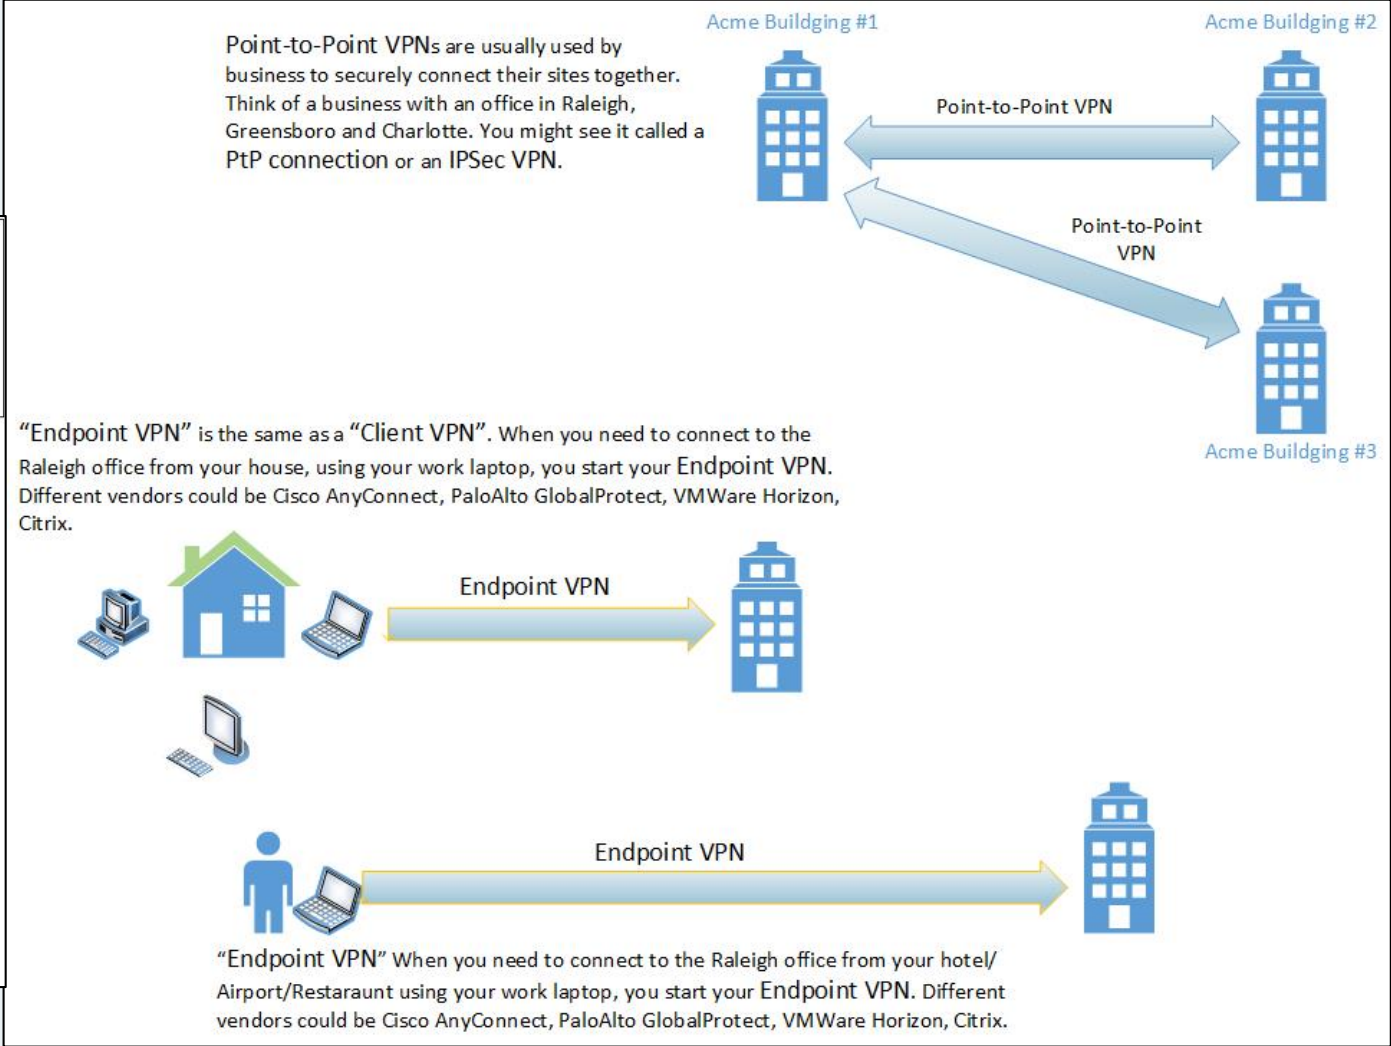 Acme Buildging #1
Acme Buildging #2
Point-to-Point VPNs are usually used by
business to securely connect their sites together.
Think of a business with an office in Raleigh,
Greensboro and Charlotte. You might see it called a
PtP connection or an IPSec VPN.
Point-to-Point VPN
Point-to-Point
VPN
Acme Buildging #3
“Endpoint VPN” is the same as a “Client VPN”. When you need to connect to the
Raleigh office from your house, using your work laptop, you start your Endpoint VPN.
Different vendors could be Cisco AnyConnect, PaloAlto GlobalProtect, VMWare Horizon,
Citrix.
Endpoint VPN
Endpoint VPN
“Endpoint VPN” When you need to connect to the Raleigh office from your hotel/
Airport/Restaraunt using your work laptop, you start your Endpoint VPN. Different
vendors could be Cisco AnyConnect, PaloAlto GlobalProtect, VMWare Horizon, Citrix.